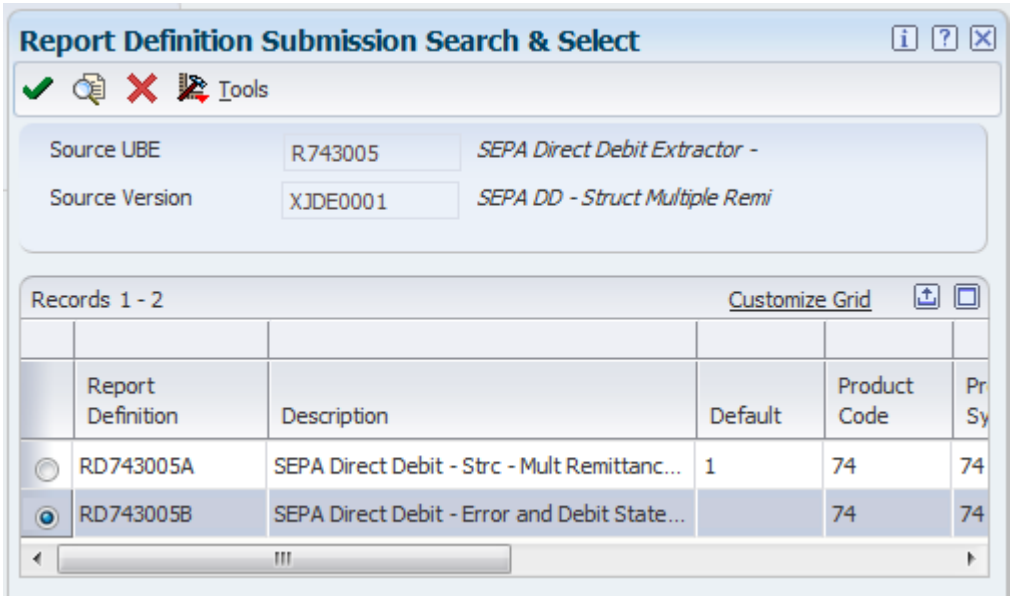 Report Definition Submission Search & Select
Tools
Source UBE R743005 SEPA Direct Debit Extractor -
Source Version XJDE0001 SEPA DD - Struct Multiple Remi
Records 1 - 2 Customize Grid
Report Definition Description Default Product Code Pr Sy
RD743005A SEPA Direct Debit - Strc - Mult Remittanc... 1 74 74
RD743005B SEPA Direct Debit - Error and Debit State... 74 74